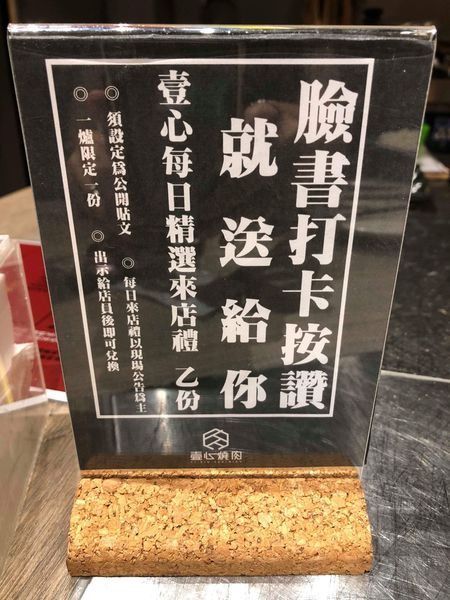 臉書打卡按讚
就送給你
壹心每日精選來店禮 乙份
◎ 須設定為公開貼文 ◎ 每日來店禮以現場公告為主
◎ 一爐限定一份 ◎ 出示給店員後即可兌換
壹心燒肉